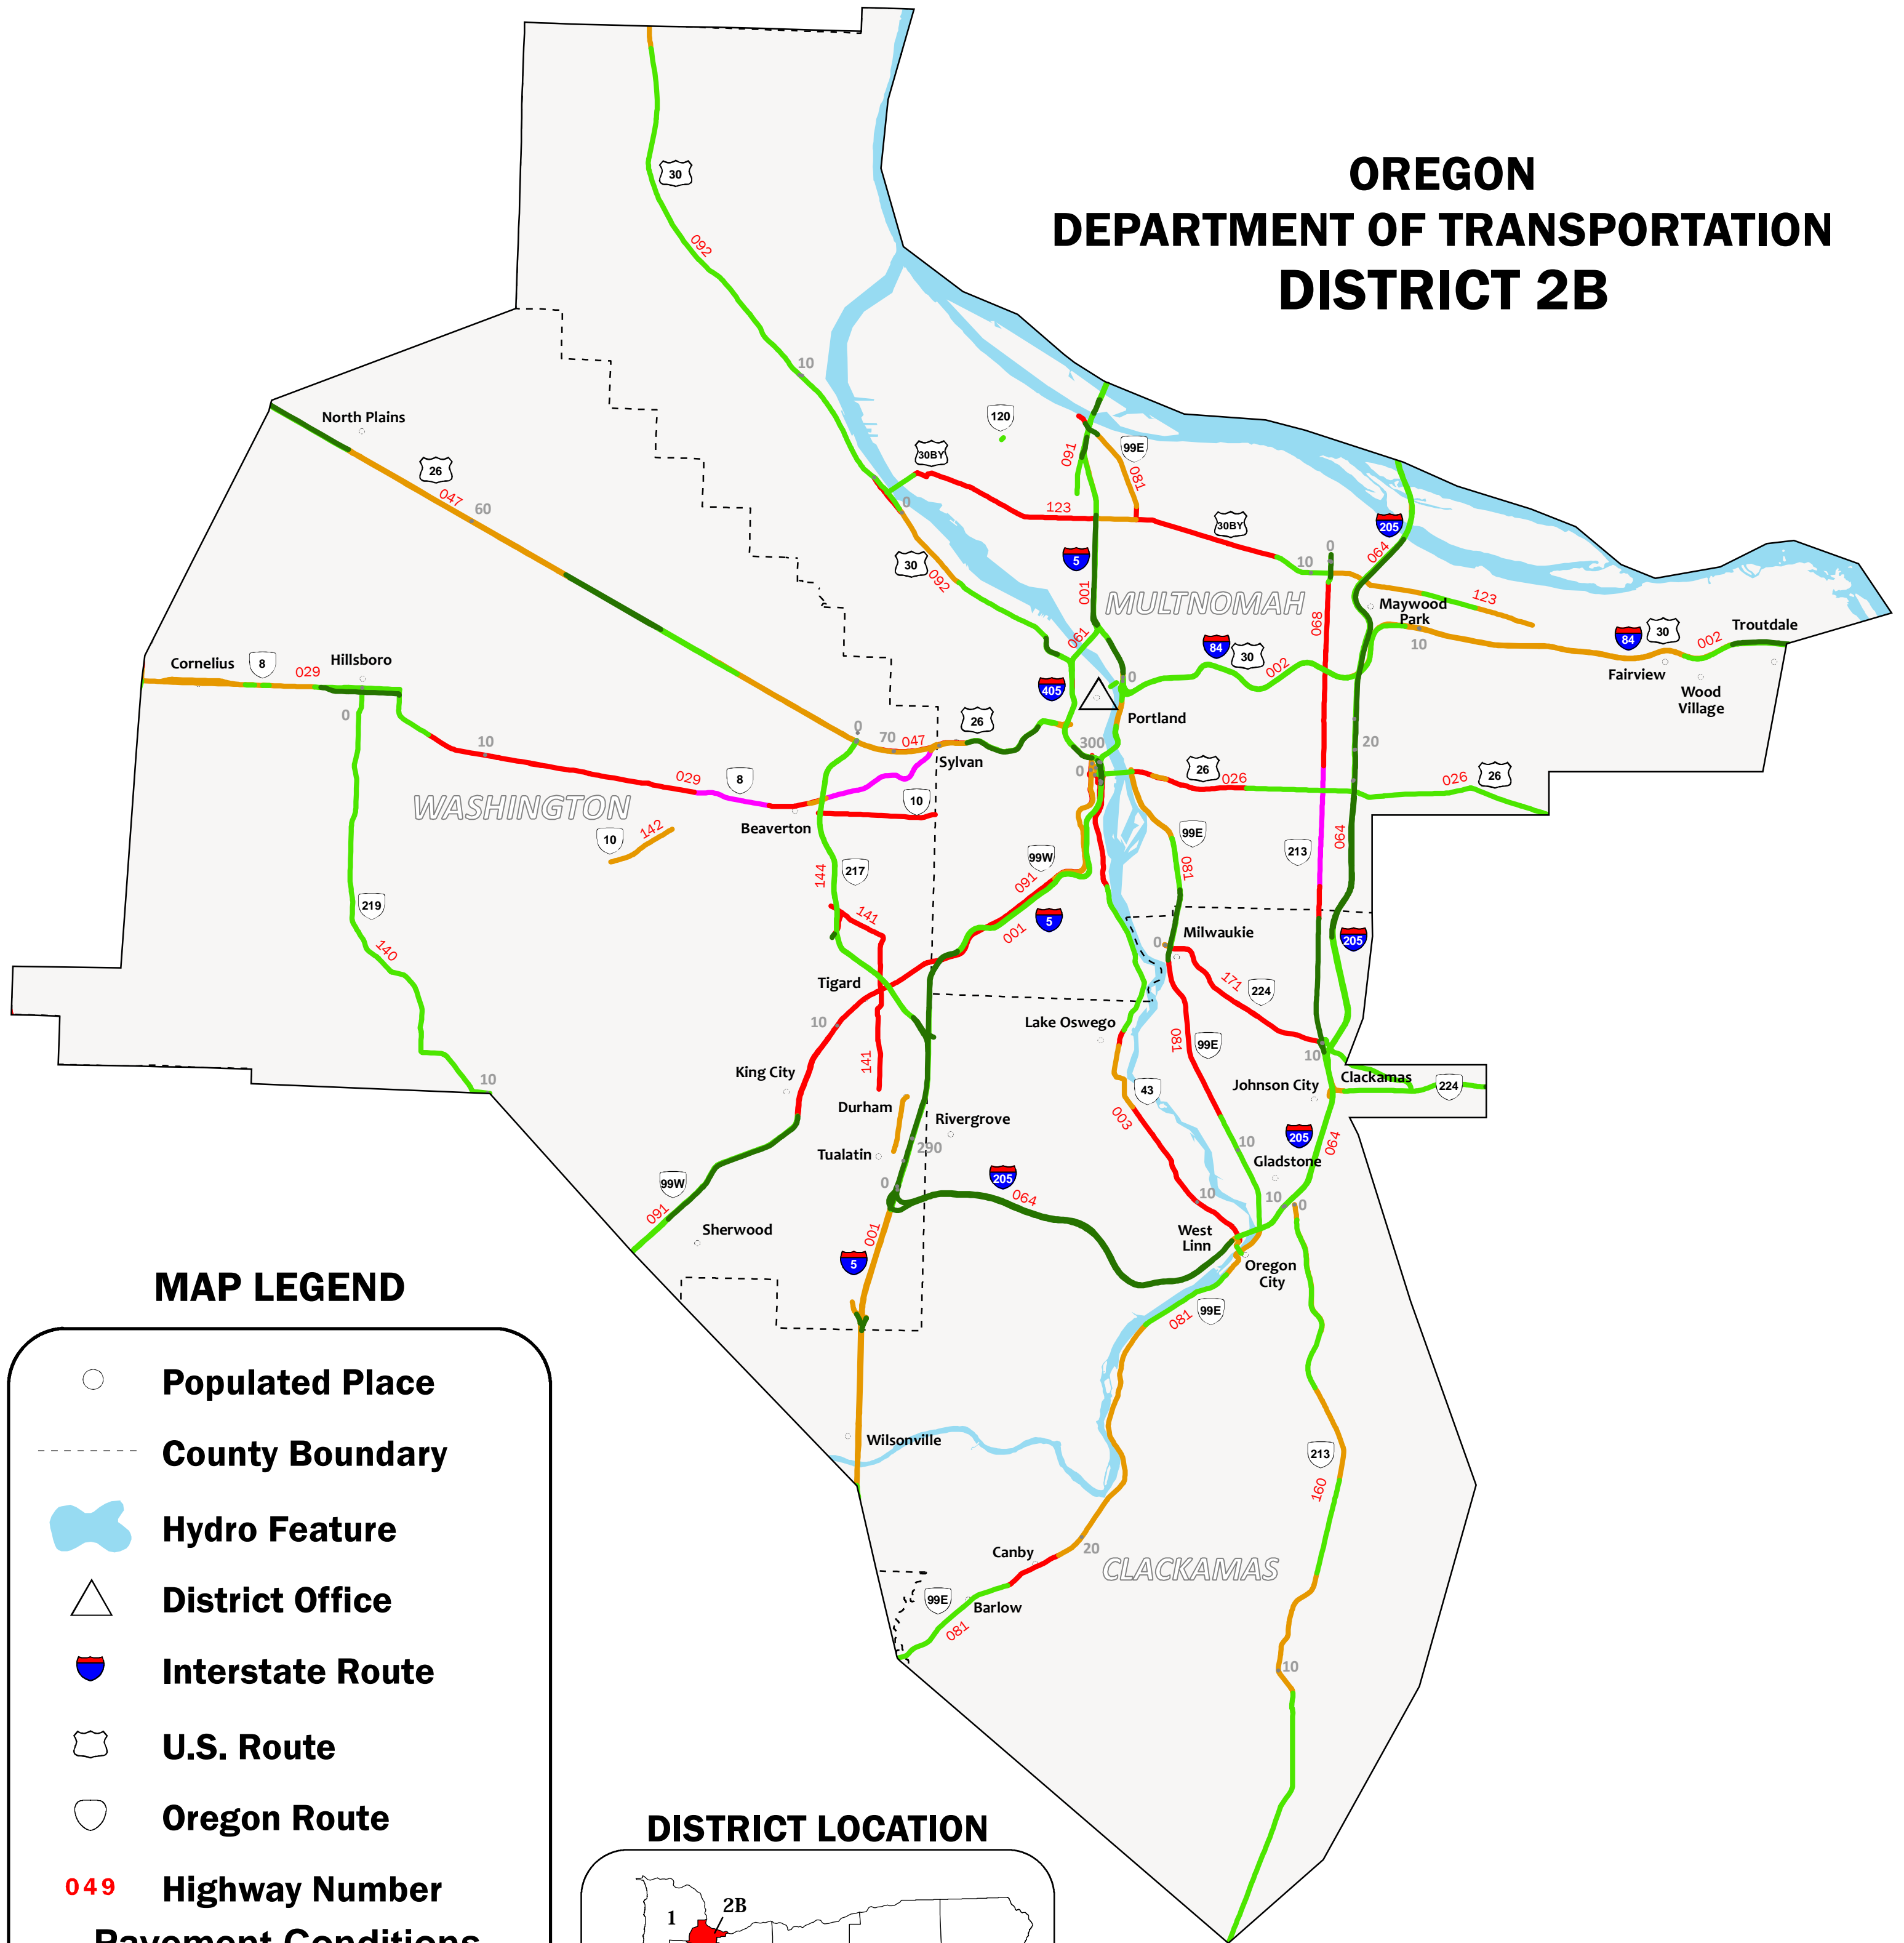 OREGON
DEPARTMENT OF TRANSPORTATION
DISTRICT 2B
30
092
10
North Plains
26
047
60
120
30BY
0
091
99E
081
123
30BY
205
064
30
092
5
001
MULTNOMAH
10
0
068
Maywood
Park
123
10
84
30
002
Troutdale
Fairview
Wood
Village
061
84
30
002
405
0
Portland
Cornelius
8
029
Hillsboro
0
10
0
70
047
26
Sylvan
300
0
26
026
20
026
26
029
8
WASHINGTON
Beaverton
10
10
142
99E
081
213
064
99W
091
001
5
144
217
141
219
140
Milwaukie
0
205
171
224
Tigard
10
Lake Oswego
081
99E
10
King City
141
Johnson City
Clackamas
224
43
003
Durham
Rivergrove
290
Tualatin
10
205
064
Gladstone
10
0
10
0
205
064
99W
091
Sherwood
001
5
West
Linn
Oregon
City
99E
081
10
Wilsonville
213
160
20
Canby
CLACKAMAS
99E
Barlow
081
10
MAP LEGEND
Populated Place
County Boundary
Hydro Feature
District Office
Interstate Route
U.S. Route
Oregon Route
049 Highway Number
Pavement Conditions
DISTRICT LOCATION
2B
1